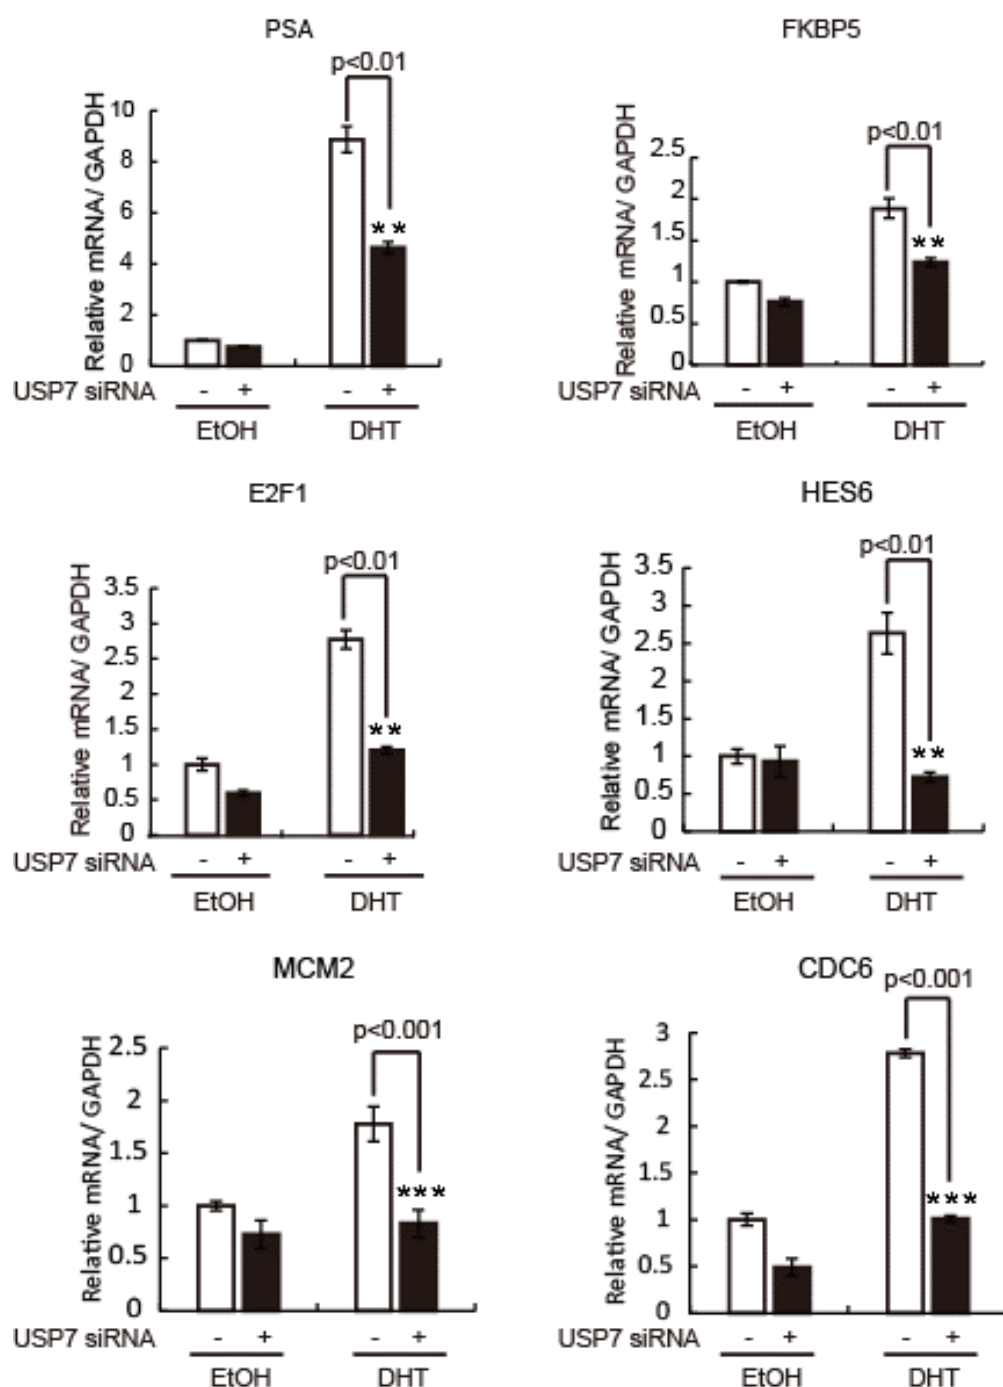 PSA
p<0.01
Relative mRNA/ GAPDH
10
8
6
4
2
0
**
USP7 siRNA - + - +
EtOH DHT
FKBP5
p<0.01
Relative mRNA/ GAPDH
2.5
2
1.5
1
0.5
0
**
USP7 siRNA - + - +
EtOH DHT
E2F1
p<0.01
Relative mRNA/ GAPDH
3.5
3
2.5
2
1.5
1
0.5
0
**
USP7 siRNA - + - +
EtOH DHT
HES6
p<0.01
Relative mRNA/ GAPDH
3.5
3
2.5
2
1.5
1
0.5
0
**
USP7 siRNA - + - +
EtOH DHT
MCM2
p<0.001
Relative mRNA/ GAPDH
2.5
2
1.5
1
0.5
0
***
USP7 siRNA - + - +
EtOH DHT
CDC6
p<0.001
Relative mRNA/ GAPDH
3
2.5
2
1.5
1
0.5
0
***
USP7 siRNA - + - +
EtOH DHT